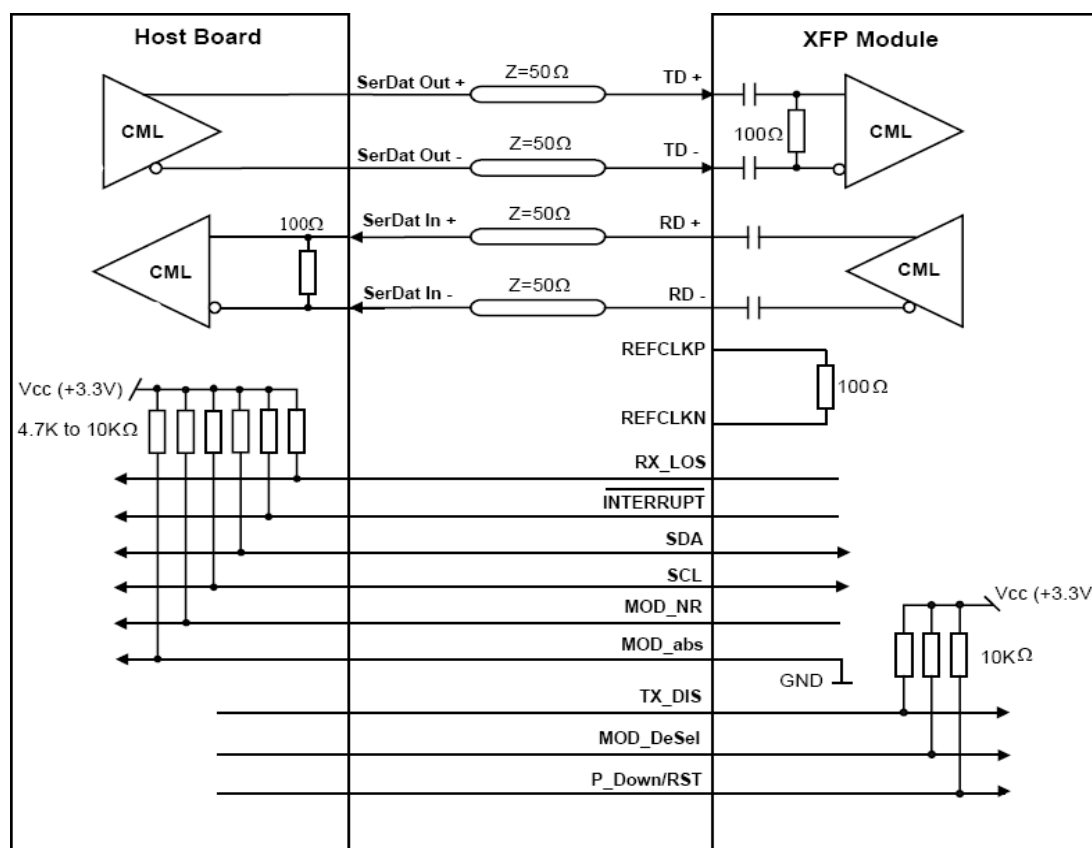 Host Board
XFP Module
SerDat Out +
Z=50Ω
TD +
CML
100Ω
CML
SerDat Out -
Z=50Ω
TD -
100Ω
SerDat In +
Z=50Ω
RD +
CML
CML
SerDat In -
Z=50Ω
RD -
REFCLKP
100Ω
REFCLKN
Vcc (+3.3V)
4.7K to 10KΩ
RX_LOS
INTERRUPT
SDA
SCL
MOD_NR
Vcc (+3.3V
MOD_abs
10KΩ
GND
TX_DIS
MOD_DeSel
P_Down/RST